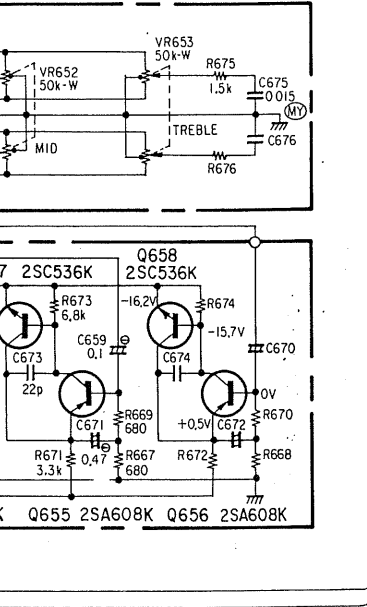 VR653
50k-W
VR652
50k-W
R675
1.5k
C675
0.015
MY
TREBLE
C676
MID
R676
Q658
7 2SC536K 2SC536K
R673
6.8k
-16.2V
R674
-15.7V
C659
0.1
C673
22p
C674
C670
0V
C671
R669
680
+0.5V
C672
R670
R671
3.3k
0.47
R667
680
R672
R668
K Q655 2SA608K Q656 2SA608K